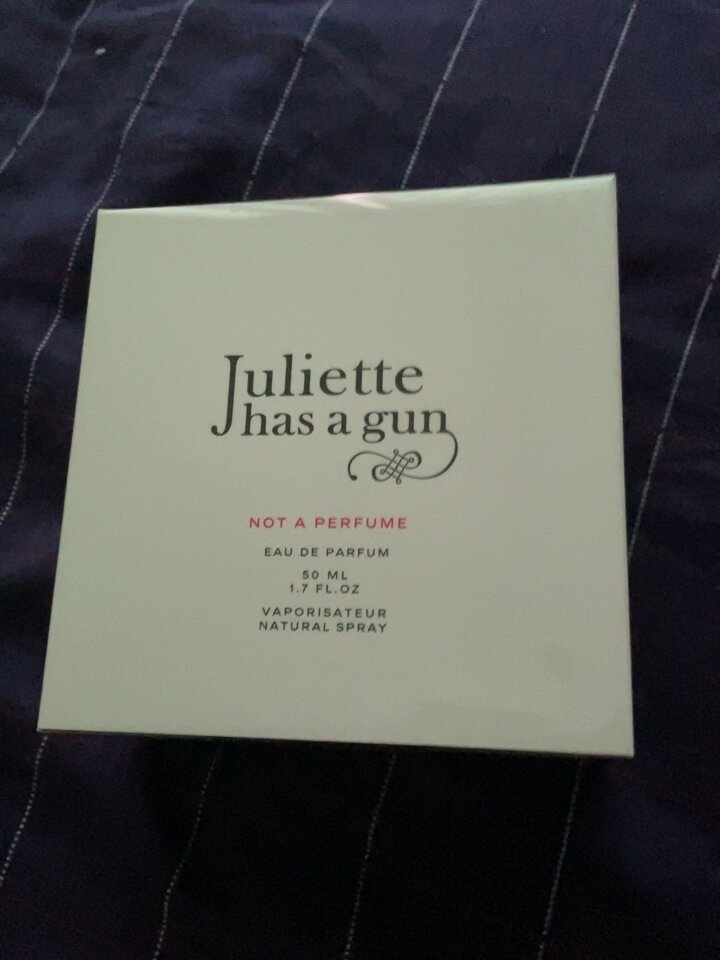 Juliette
has a gun
NOT A PERFUME
EAU DE PARFUM
50 ML
1.7 FL.OZ
VAPORISATEUR
NATURAL SPRAY